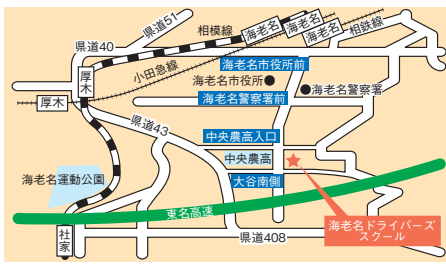 県道51
相模線
海老名
海老名
海老名
相鉄線
県道40
小田急線
海老名市役所前
厚木
海老名市役所
海老名警察署
厚木
海老名警察署前
県道43
中央農高入口
中央農高
海老名運動公園
大谷南側
東名高速
海老名ドライバーズ
スクール
社家
県道408